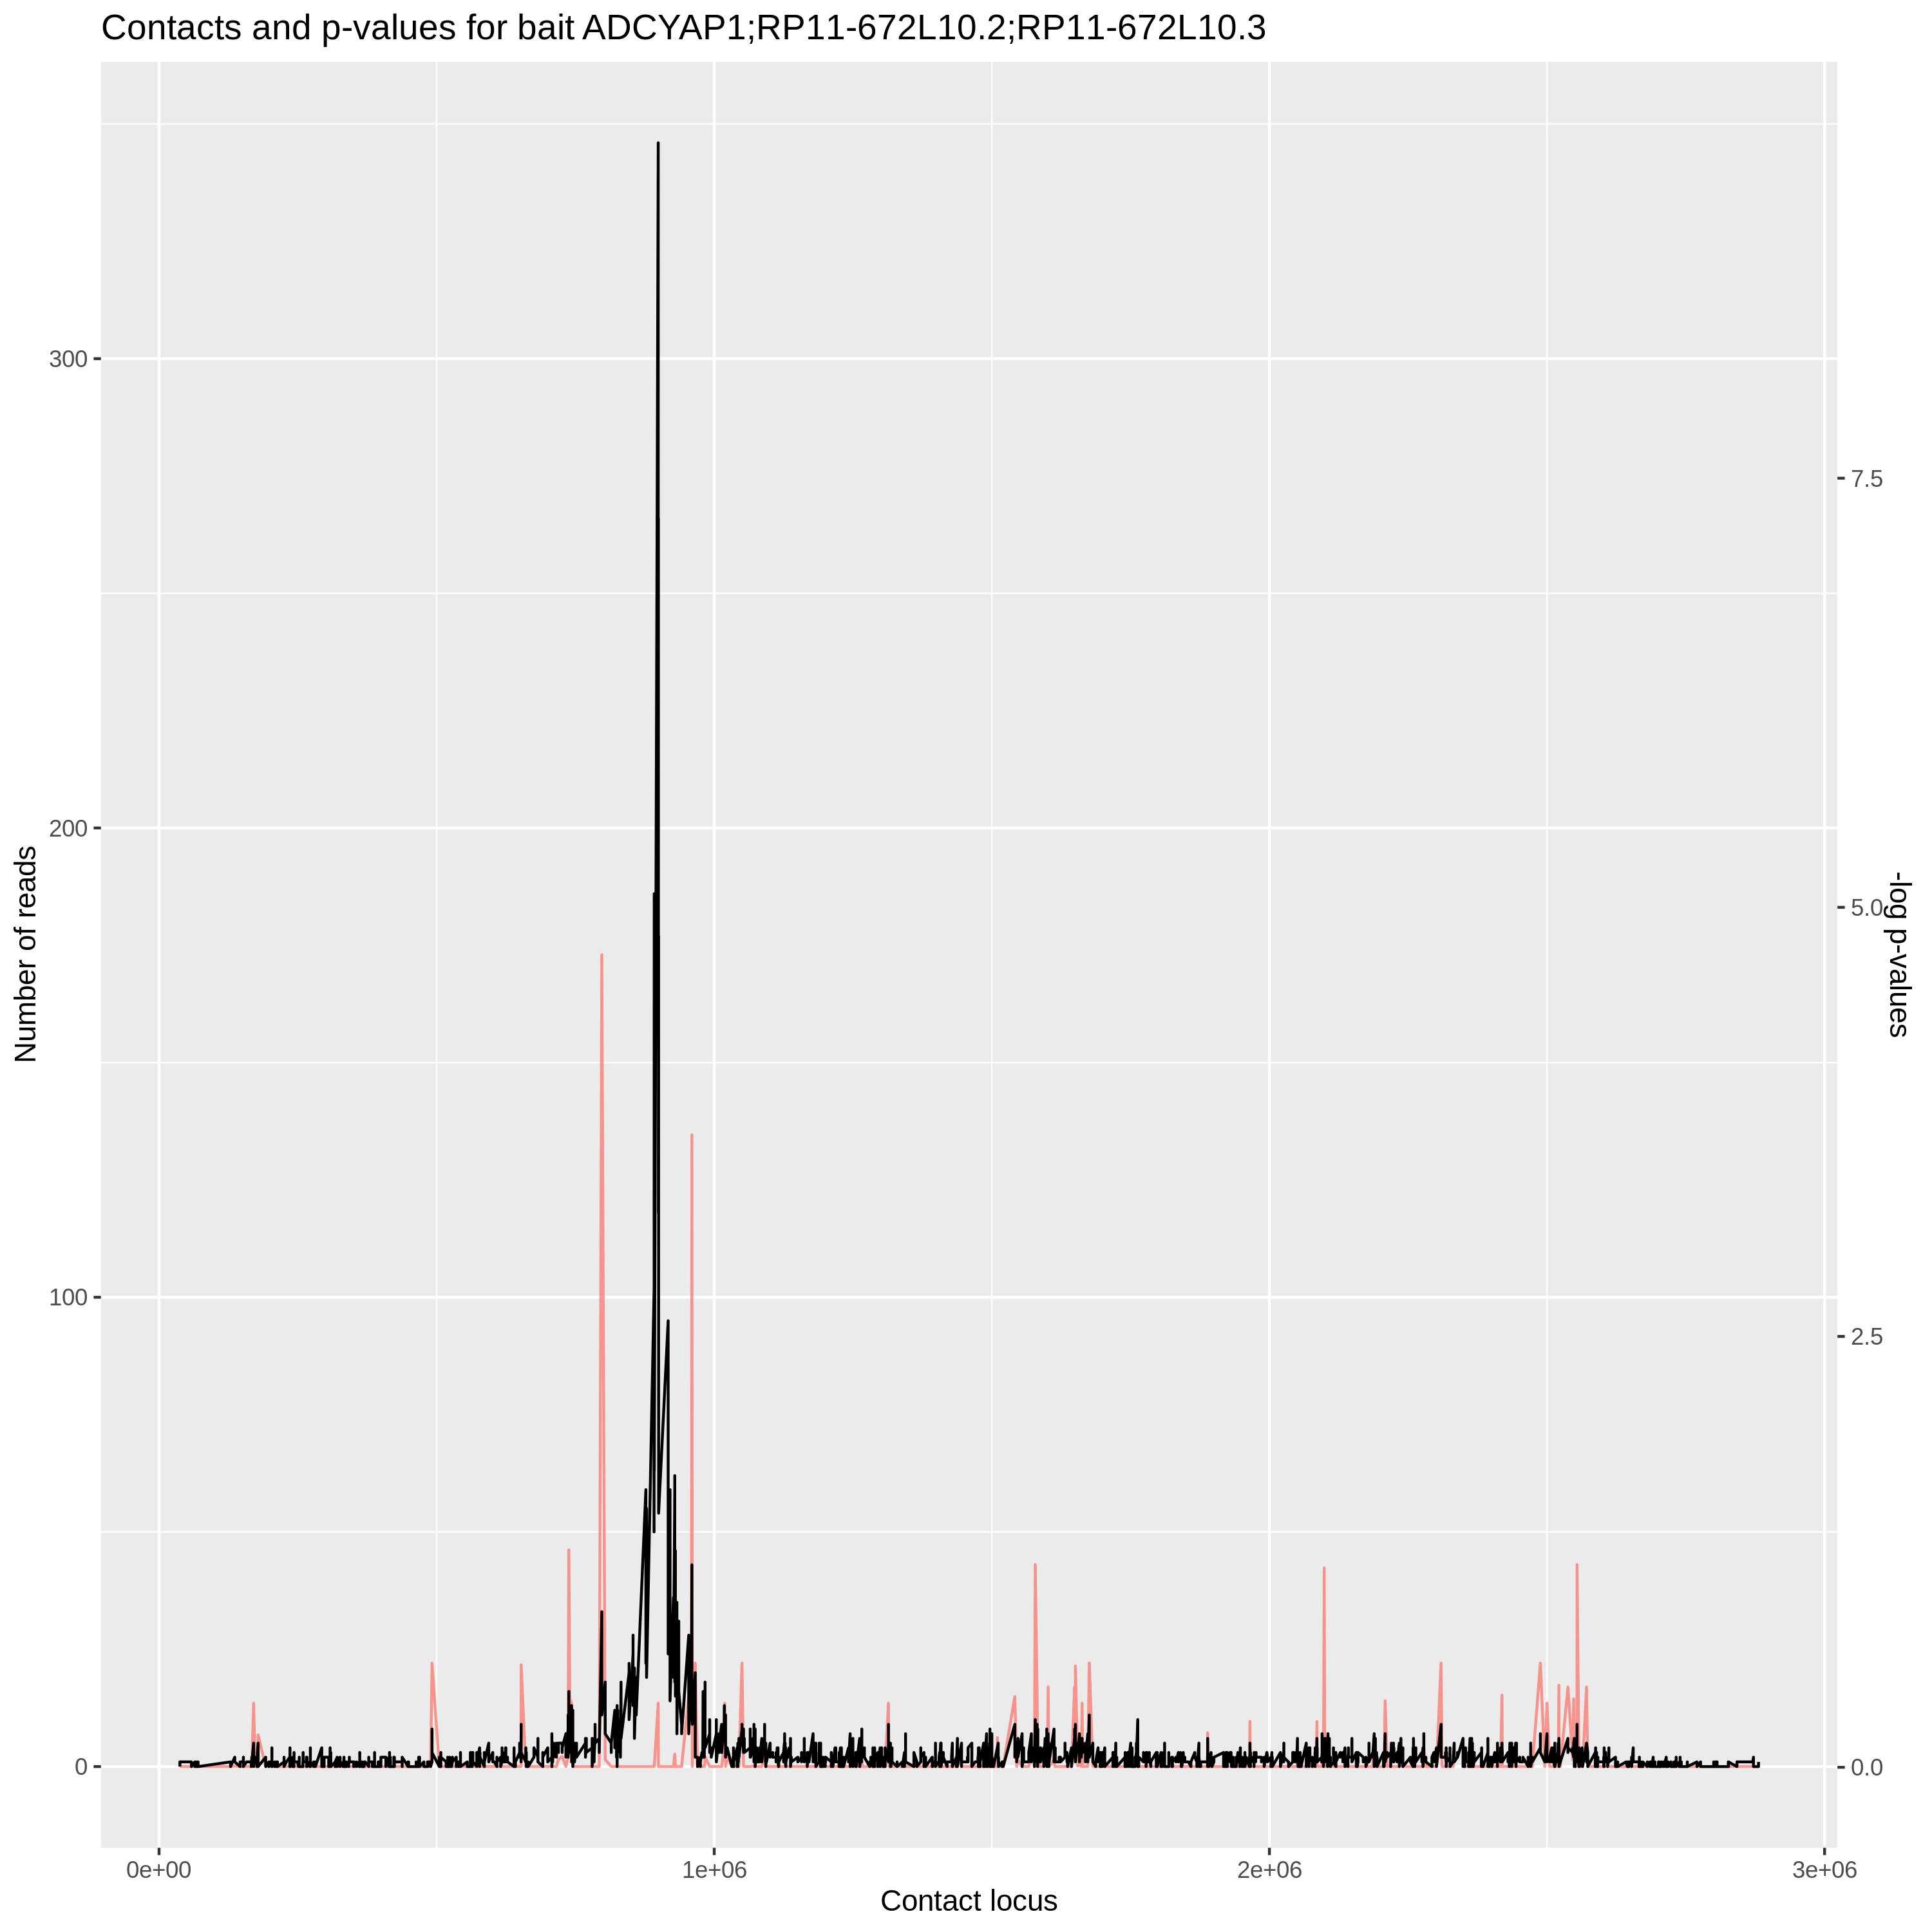 Contacts and p-values for bait ADCYAP1;RP11-672L10.2;RP11-672L10.3
300
200
100
0
Number of reads
7.5
5.0
2.5
0.0
-log p-values
0e+00
1e+06
2e+06
3e+06
Contact locus